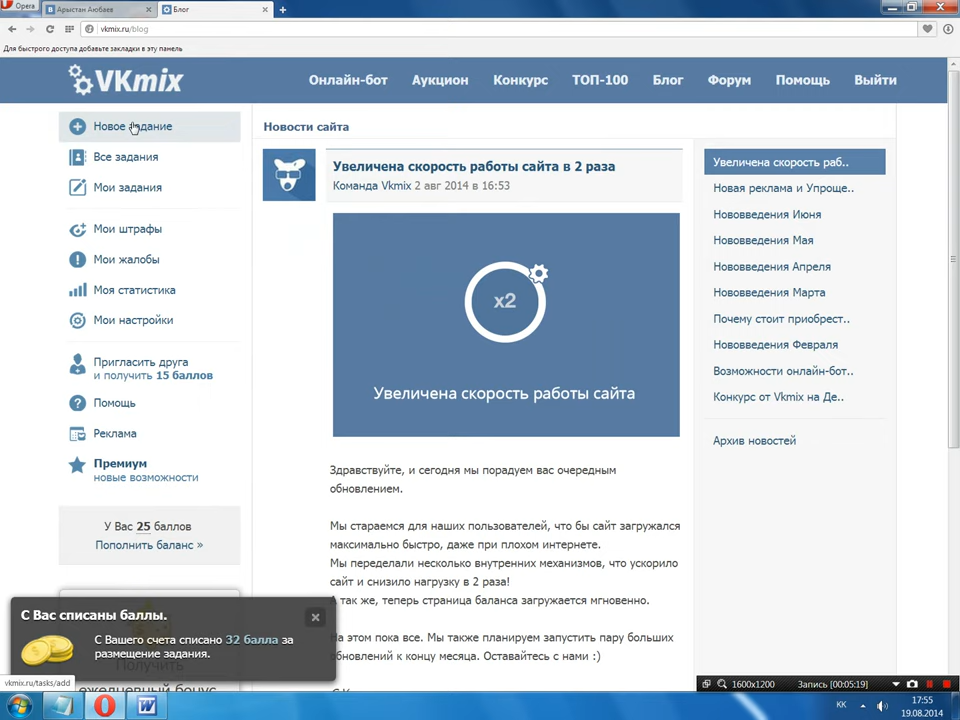 Opera
Арыстан Аюбаев
Блог
vkmix.ru/blog
Для быстрого доступа добавьте закладки в эту панель
VKmix
Онлайн-бот
Аукцион
Конкурс
ТОП-100
Блог
Форум
Помощь
Выйти
Новое задание
Все задания
Мои задания
Мои штрафы
Мои жалобы
Моя статистика
Мои настройки
Пригласить друга
и получить 15 баллов
Помощь
Реклама
Премиум
новые возможности
У Вас 25 баллов
Пополнить баланс »
Получить
ежедневный бонус
С Вас списаны баллы.
С Вашего счета списано 32 балла за
размещение задания.
vkmix.ru/tasks/add
Новости сайта
Увеличена скорость работы сайта в 2 раза
Команда Vkmix 2 авг 2014 в 16:53
x2
Увеличена скорость работы сайта
Здравствуйте, и сегодня мы порадуем вас очередным
обновлением.
Мы стараемся для наших пользователей, что бы сайт загружался
максимально быстро, даже при плохом интернете.
Мы переделали несколько внутренних механизмов, что ускорило
сайт и снизило нагрузку в 2 раза!
А так же, теперь страница баланса загружается мгновенно.
На этом пока все. Мы также планируем запустить пару больших
обновлений к концу месяца. Оставайтесь с нами :)
Увеличена скорость раб..
Новая реклама и Упроще..
Нововведения Июня
Нововведения Мая
Нововведения Апреля
Нововведения Марта
Почему стоит приобрест..
Нововведения Февраля
Возможности онлайн-бот..
Конкурс от Vkmix на Де..
Архив новостей
1600x1200
Запись [00:05:19]
KK
17:55
19.08.2014